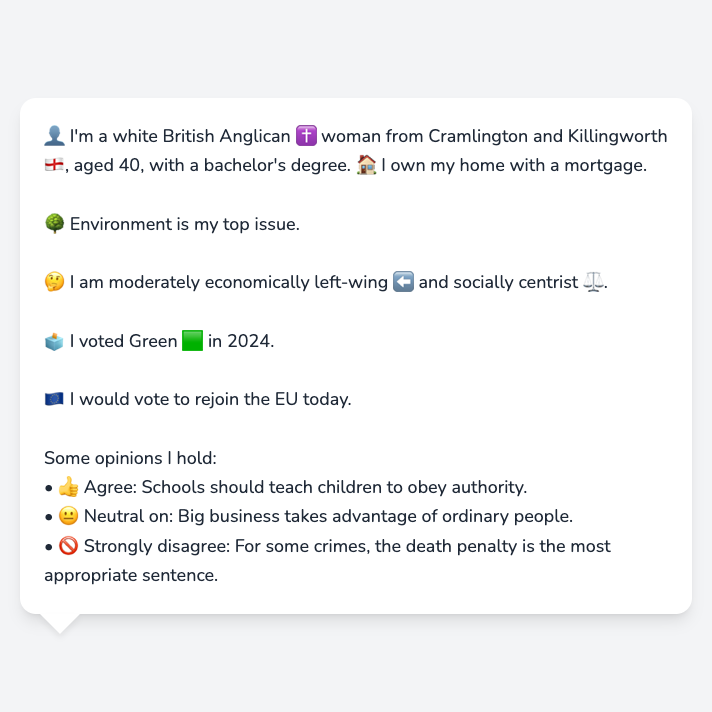 👤 I'm a white British Anglican ✝️ woman from Cramlington and Killingworth
🏴󠁧󠁢󠁥󠁮󠁧󠁿, aged 40, with a bachelor's degree. 🏠 I own my home with a mortgage.
🌳 Environment is my top issue.
🤔 I am moderately economically left-wing ⬅️ and socially centrist ⚖️.
🗳️ I voted Green 🟩 in 2024.
🇪🇺 I would vote to rejoin the EU today.
Some opinions I hold:
• 👍 Agree: Schools should teach children to obey authority.
• 😐 Neutral on: Big business takes advantage of ordinary people.
• 🚫 Strongly disagree: For some crimes, the death penalty is the most
appropriate sentence.